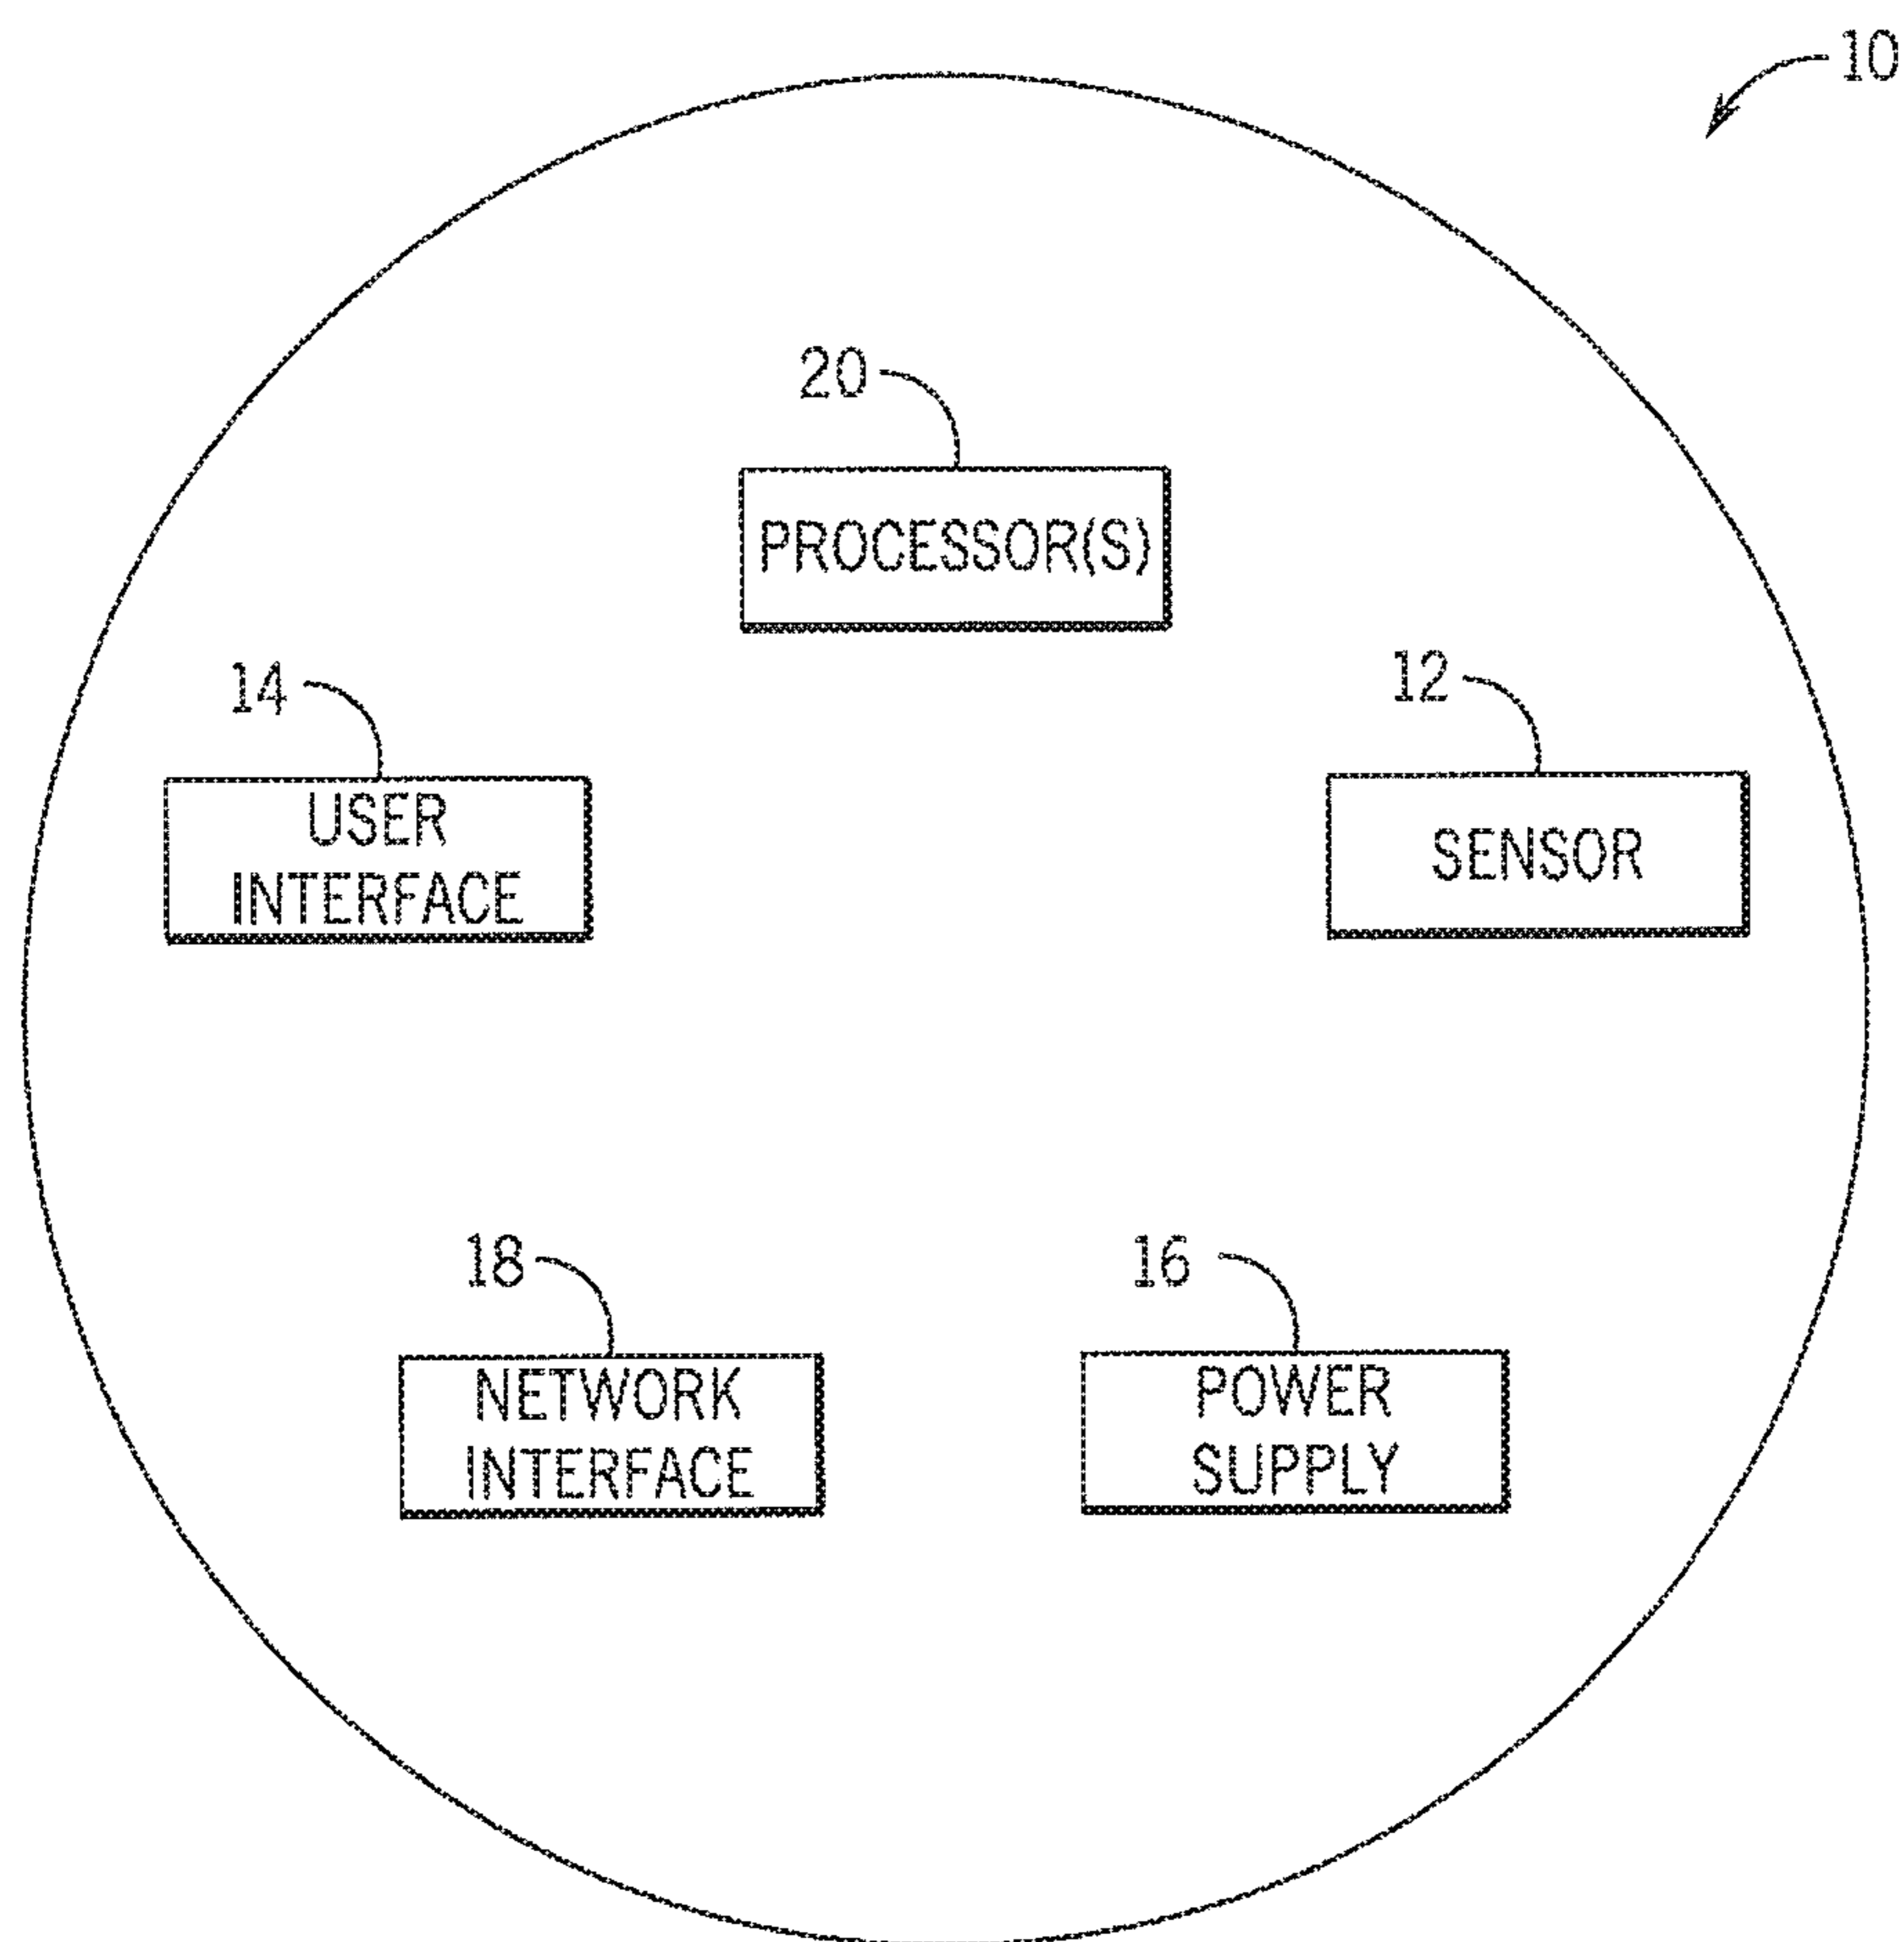 10
20
PROCESSOR(S)
14
USER
INTERFACE
12
SENSOR
18
NETWORK
INTERFACE
16
POWER
SUPPLY